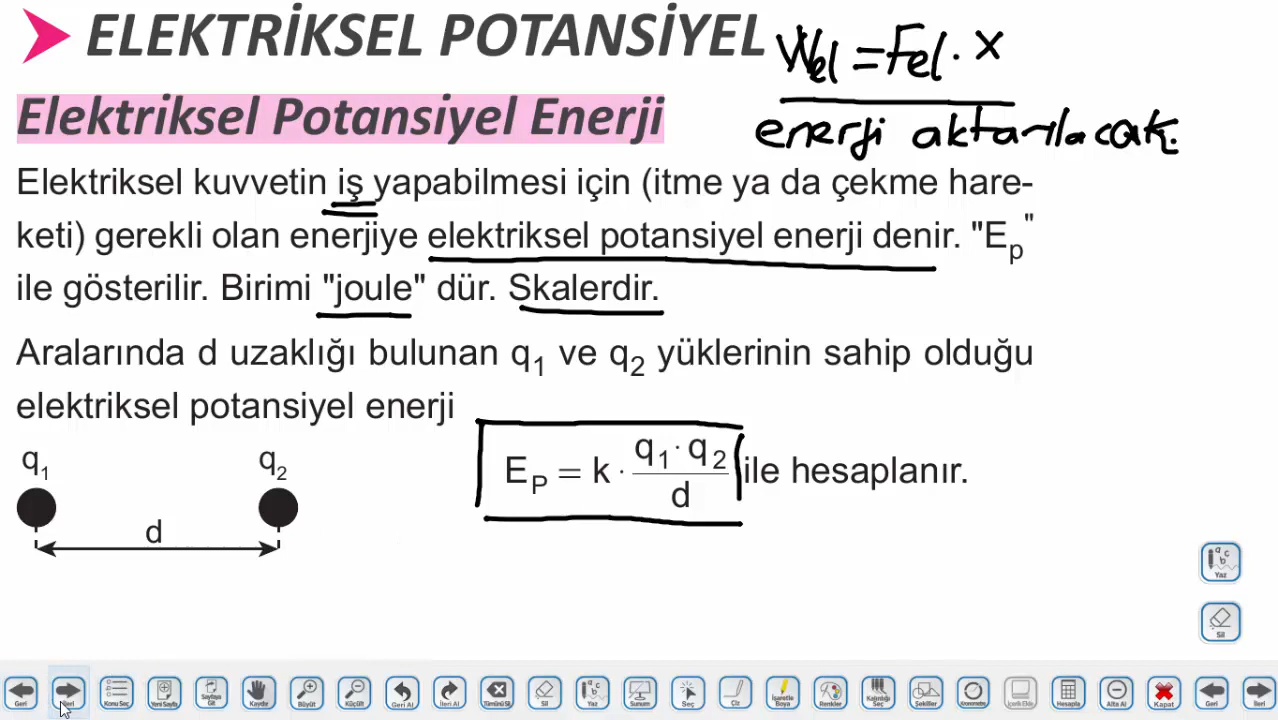 ELEKTRİKSEL POTANSİYEL
Wel = Fel . x
enerji aktarılacak.
Elektriksel Potansiyel Enerji
Elektriksel kuvvetin iş yapabilmesi için (itme ya da çekme hare-
keti) gerekli olan enerjiye elektriksel potansiyel enerji denir. "Ep"
ile gösterilir. Birimi "joule" dür. Skalerdir.
Aralarında d uzaklığı bulunan q1 ve q2 yüklerinin sahip olduğu
elektriksel potansiyel enerji
EP = k · q1 · q2 / d ile hesaplanır.
q1 q2
d
Yaz
Sil
Geri İleri Konu Seç Yeni Sayfa Sayfaya Git Kaydır Büyüt Küçült Geri Al İleri Al Tümünü Sil Sil Yaz Sunum Seç Çiz İşaretle Boya Renkler Kalınlığı Seç Şekiller Hesapla Alta Al Kapat Geri İleri